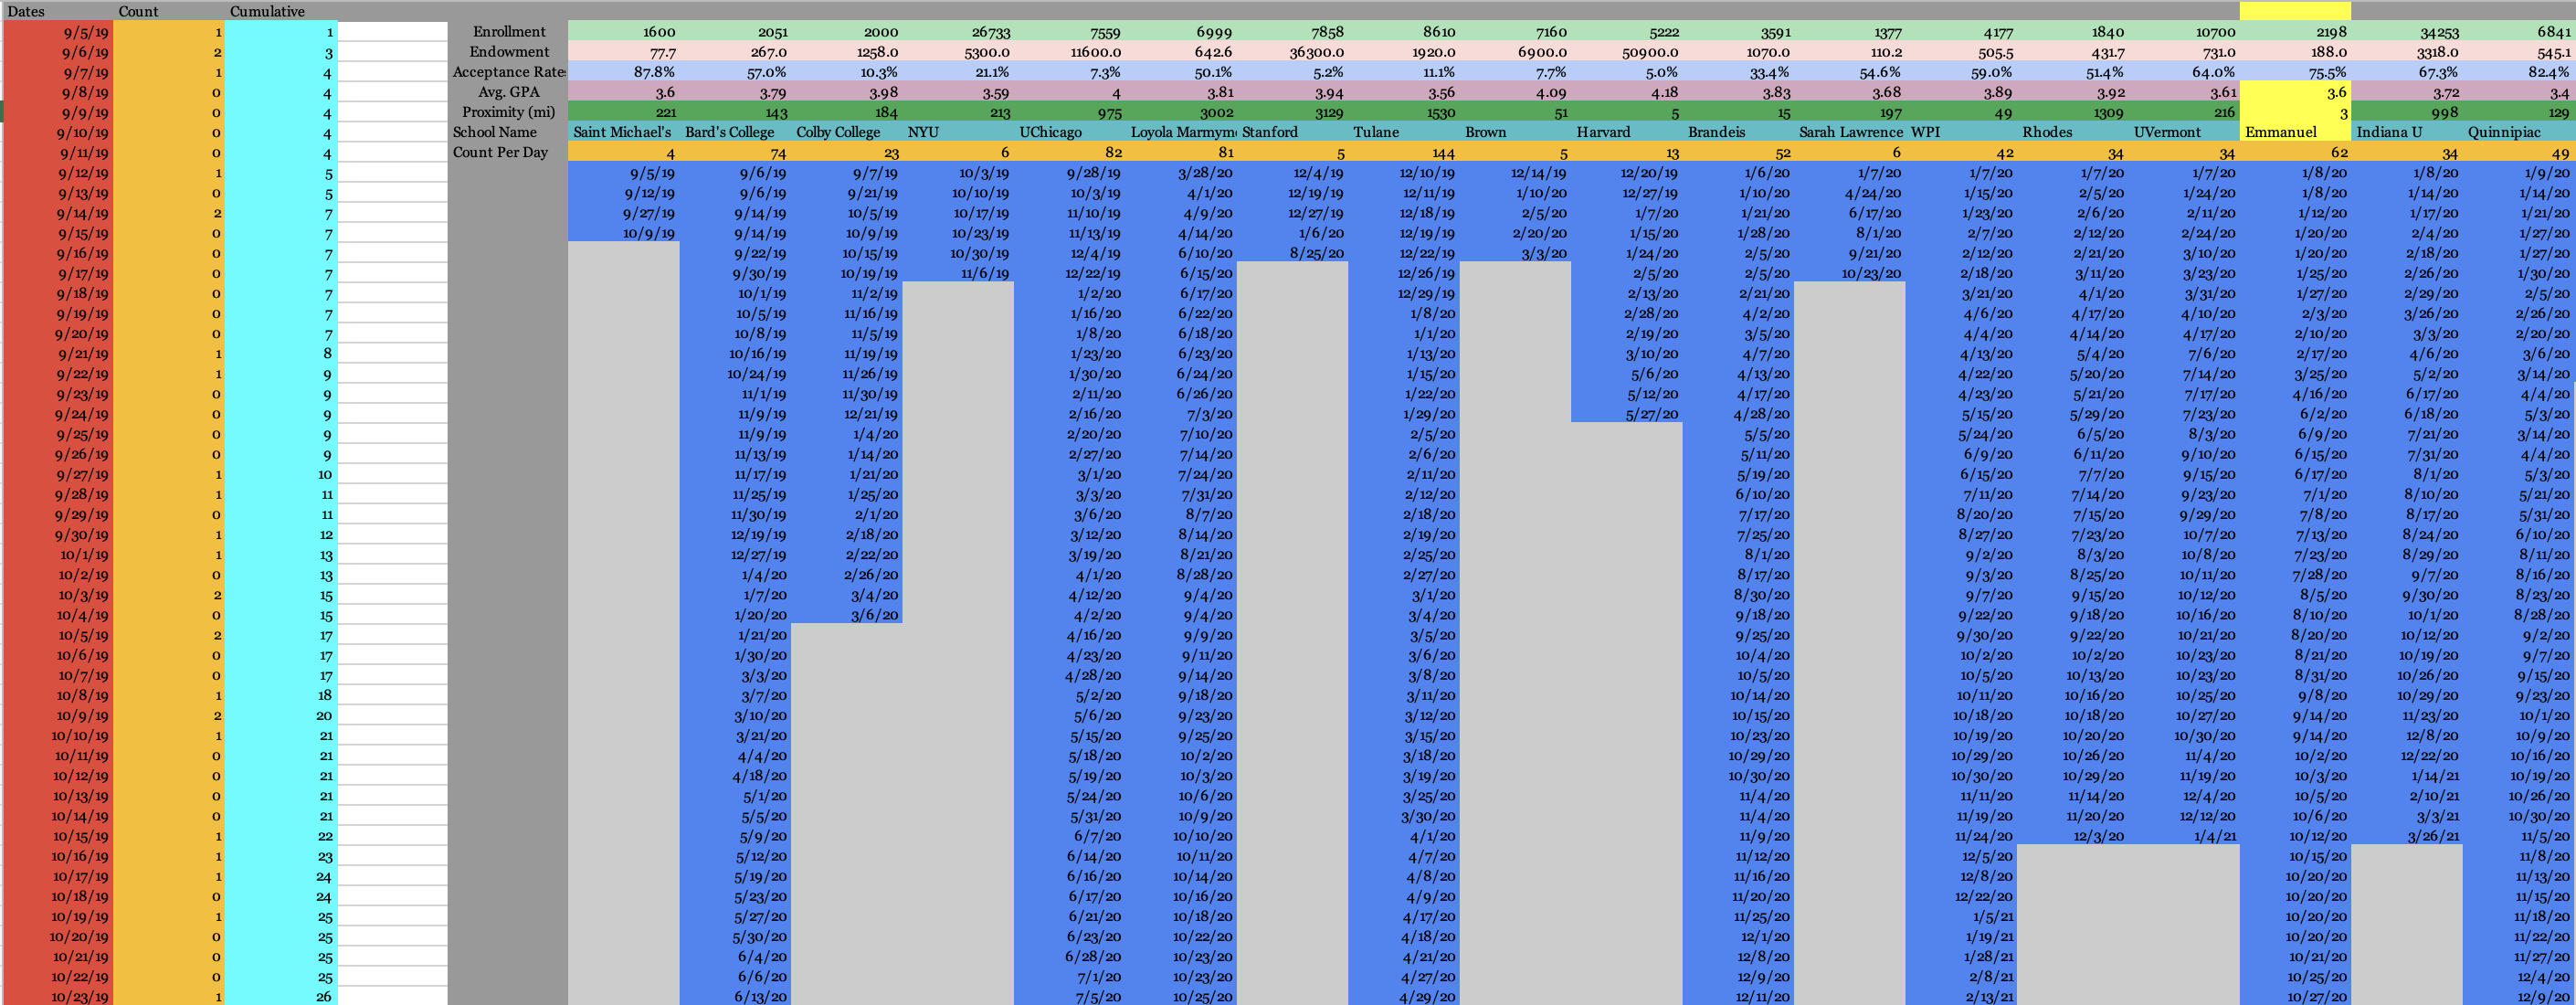 Dates Count Cumulative
9/5/19 1 1 Enrollment 1600 2051 2000 26733 7559 6999 7858 8610 7160 5222 3591 1377 4177 1840 10700 2198 34253 6841
9/6/19 2 3 Endowment 77.7 267.0 1258.0 5300.0 11600.0 642.6 36300.0 1920.0 6900.0 50900.0 1070.0 110.2 505.5 431.7 731.0 188.0 3318.0 545.1
9/7/19 1 4 Acceptance Rate 87.8% 57.0% 10.3% 21.1% 7.3% 50.1% 5.2% 11.1% 7.7% 5.0% 33.4% 54.6% 59.0% 51.4% 64.0% 75.5% 67.3% 82.4%
9/8/19 0 4 Avg. GPA 3.6 3.79 3.98 3.59 4 3.81 3.94 3.56 4.09 4.18 3.83 3.68 3.89 3.92 3.61 3.6 3.72 3.4
9/9/19 0 4 Proximity (mi) 221 143 184 213 975 3002 3129 1530 51 5 15 197 49 1309 216 3 998 129
9/10/19 0 4 School Name Saint Michael's Bard's College Colby College NYU UChicago Loyola Marmym Stanford Tulane Brown Harvard Brandeis Sarah Lawrence WPI Rhodes UVermont Emmanuel Indiana U Quinnipiac
9/11/19 0 4 Count Per Day 4 74 23 6 82 81 5 144 5 13 52 6 42 34 34 62 34 49
9/12/19 1 5 9/5/19 9/6/19 9/7/19 10/3/19 9/28/19 3/28/20 12/4/19 12/10/19 12/14/19 12/20/19 1/6/20 1/7/20 1/7/20 1/7/20 1/7/20 1/8/20 1/8/20 1/9/20
9/13/19 0 5 9/12/19 9/6/19 9/21/19 10/10/19 10/3/19 4/1/20 12/19/19 12/11/19 1/10/20 12/27/19 1/10/20 4/24/20 1/15/20 2/5/20 1/24/20 1/8/20 1/14/20 1/14/20
9/14/19 2 7 9/27/19 9/14/19 10/5/19 10/17/19 11/10/19 4/9/20 12/27/19 12/18/19 2/5/20 1/7/20 1/21/20 6/17/20 1/23/20 2/6/20 2/11/20 1/12/20 1/17/20 1/21/20
9/15/19 0 7 10/9/19 9/14/19 10/9/19 10/23/19 11/13/19 4/14/20 1/6/20 12/19/19 2/20/20 1/15/20 1/28/20 8/1/20 2/7/20 2/12/20 2/24/20 1/20/20 2/4/20 1/27/20
9/16/19 0 7 9/22/19 10/15/19 10/30/19 12/4/19 6/10/20 8/25/20 12/22/19 3/3/20 1/24/20 2/5/20 9/21/20 2/12/20 2/21/20 3/10/20 1/20/20 2/18/20 1/27/20
9/17/19 0 7 9/30/19 10/19/19 11/6/19 12/22/19 6/15/20 12/26/19 2/5/20 2/5/20 10/23/20 2/18/20 3/11/20 3/23/20 1/25/20 2/26/20 1/30/20
9/18/19 0 7 10/1/19 11/2/19 1/2/20 6/17/20 12/29/19 2/13/20 2/21/20 3/21/20 4/1/20 3/31/20 1/27/20 2/29/20 2/5/20
9/19/19 0 7 10/5/19 11/16/19 1/16/20 6/22/20 1/8/20 2/28/20 4/2/20 4/6/20 4/17/20 4/10/20 2/3/20 3/26/20 2/26/20
9/20/19 0 7 10/8/19 11/5/19 1/8/20 6/18/20 1/1/20 2/19/20 3/5/20 4/4/20 4/14/20 4/17/20 2/10/20 3/3/20 2/20/20
9/21/19 1 8 10/16/19 11/19/19 1/23/20 6/23/20 1/13/20 3/10/20 4/7/20 4/13/20 5/4/20 7/6/20 2/17/20 4/6/20 3/6/20
9/22/19 1 9 10/24/19 11/26/19 1/30/20 6/24/20 1/15/20 5/6/20 4/13/20 4/22/20 5/20/20 7/14/20 3/25/20 5/2/20 3/14/20
9/23/19 0 9 11/1/19 11/30/19 2/11/20 6/26/20 1/22/20 5/12/20 4/17/20 4/23/20 5/21/20 7/17/20 4/16/20 6/17/20 4/4/20
9/24/19 0 9 11/9/19 12/21/19 2/16/20 7/3/20 1/29/20 5/27/20 4/28/20 5/15/20 5/29/20 7/23/20 6/2/20 6/18/20 5/3/20
9/25/19 0 9 11/9/19 1/4/20 2/20/20 7/10/20 2/5/20 5/5/20 5/24/20 6/5/20 8/3/20 6/9/20 7/21/20 3/14/20
9/26/19 0 9 11/13/19 1/14/20 2/27/20 7/14/20 2/6/20 5/11/20 6/9/20 6/11/20 9/10/20 6/15/20 7/31/20 4/4/20
9/27/19 1 10 11/17/19 1/21/20 3/1/20 7/24/20 2/11/20 5/19/20 6/15/20 7/7/20 9/15/20 6/17/20 8/1/20 5/3/20
9/28/19 1 11 11/25/19 1/25/20 3/3/20 7/31/20 2/12/20 6/10/20 7/11/20 7/14/20 9/23/20 7/1/20 8/10/20 5/21/20
9/29/19 0 11 11/30/19 2/1/20 3/6/20 8/7/20 2/18/20 7/17/20 8/20/20 7/15/20 9/29/20 7/8/20 8/17/20 5/31/20
9/30/19 1 12 12/19/19 2/18/20 3/12/20 8/14/20 2/19/20 7/25/20 8/27/20 7/23/20 10/7/20 7/13/20 8/24/20 6/10/20
10/1/19 1 13 12/27/19 2/22/20 3/19/20 8/21/20 2/25/20 8/1/20 9/2/20 8/3/20 10/8/20 7/23/20 8/29/20 8/11/20
10/2/19 0 13 1/4/20 2/26/20 4/1/20 8/28/20 2/27/20 8/17/20 9/3/20 8/25/20 10/11/20 7/28/20 9/7/20 8/16/20
10/3/19 2 15 1/7/20 3/4/20 4/12/20 9/4/20 3/1/20 8/30/20 9/7/20 9/15/20 10/12/20 8/5/20 9/30/20 8/23/20
10/4/19 0 15 1/20/20 3/6/20 4/2/20 9/4/20 3/4/20 9/18/20 9/22/20 9/18/20 10/16/20 8/10/20 10/1/20 8/28/20
10/5/19 2 17 1/21/20 4/16/20 9/9/20 3/5/20 9/25/20 9/30/20 9/22/20 10/21/20 8/20/20 10/12/20 9/2/20
10/6/19 0 17 1/30/20 4/23/20 9/11/20 3/6/20 10/4/20 10/2/20 10/2/20 10/23/20 8/21/20 10/19/20 9/7/20
10/7/19 0 17 3/3/20 4/28/20 9/14/20 3/8/20 10/5/20 10/5/20 10/13/20 10/23/20 8/31/20 10/26/20 9/15/20
10/8/19 1 18 3/7/20 5/2/20 9/18/20 3/11/20 10/14/20 10/11/20 10/16/20 10/25/20 9/8/20 10/29/20 9/23/20
10/9/19 2 20 3/10/20 5/6/20 9/23/20 3/12/20 10/15/20 10/18/20 10/18/20 10/27/20 9/14/20 11/23/20 10/1/20
10/10/19 1 21 3/21/20 5/15/20 9/25/20 3/15/20 10/23/20 10/19/20 10/20/20 10/30/20 9/14/20 12/8/20 10/9/20
10/11/19 0 21 4/4/20 5/18/20 10/2/20 3/18/20 10/29/20 10/29/20 10/26/20 11/4/20 10/2/20 12/22/20 10/16/20
10/12/19 0 21 4/18/20 5/19/20 10/3/20 3/19/20 10/30/20 10/30/20 10/29/20 11/19/20 10/3/20 1/14/21 10/19/20
10/13/19 0 21 5/1/20 5/24/20 10/6/20 3/25/20 11/4/20 11/11/20 11/14/20 12/4/20 10/5/20 2/10/21 10/26/20
10/14/19 0 21 5/5/20 5/31/20 10/9/20 3/30/20 11/4/20 11/19/20 11/20/20 12/12/20 10/6/20 3/3/21 10/30/20
10/15/19 1 22 5/9/20 6/7/20 10/10/20 4/1/20 11/9/20 11/24/20 12/3/20 1/4/21 10/12/20 3/26/21 11/5/20
10/16/19 1 23 5/12/20 6/14/20 10/11/20 4/7/20 11/12/20 12/5/20 10/15/20 11/8/20
10/17/19 1 24 5/19/20 6/16/20 10/14/20 4/8/20 11/16/20 12/8/20 10/20/20 11/13/20
10/18/19 0 24 5/23/20 6/17/20 10/16/20 4/9/20 11/20/20 12/22/20 10/20/20 11/15/20
10/19/19 1 25 5/27/20 6/21/20 10/18/20 4/17/20 11/25/20 1/5/21 10/20/20 11/18/20
10/20/19 0 25 5/30/20 6/23/20 10/22/20 4/18/20 12/1/20 1/19/21 10/20/20 11/22/20
10/21/19 0 25 6/4/20 6/28/20 10/23/20 4/21/20 12/8/20 1/28/21 10/21/20 11/27/20
10/22/19 0 25 6/6/20 7/1/20 10/23/20 4/27/20 12/9/20 2/8/21 10/25/20 12/4/20
10/23/19 1 26 6/13/20 7/5/20 10/25/20 4/29/20 12/11/20 2/13/21 10/27/20 12/9/20